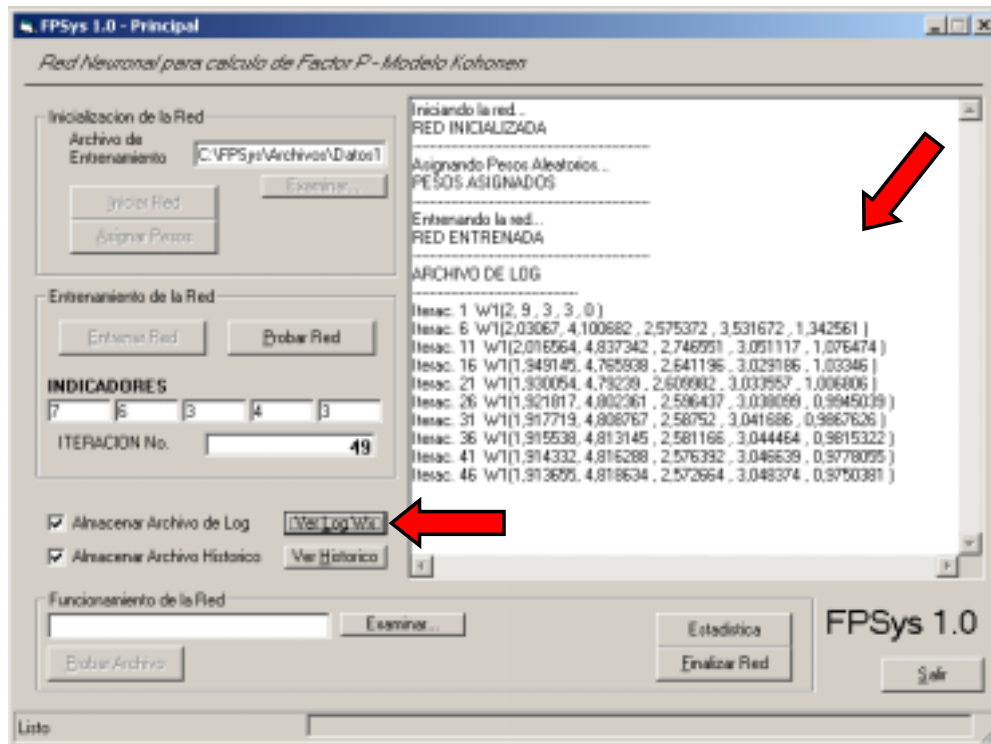 FPSys 1.0 - Principal
Red Neuronal para calculo de Factor P - Modelo Kohonen
Inicializacion de la Red
Archivo de
Entrenamiento
C:\FPSys\Archivos\Datos1
Examinar...
Iniciar Red
Asignar Pesos
Entrenamiento de la Red
Entrenar Red
Probar Red
INDICADORES
7 6 3 4 3
ITERACION No. 49
Almacenar Archivo de Log
Ver Log Wx
Almacenar Archivo Historico
Ver Historico
Iniciando la red...
RED INICIALIZADA
Asignando Pesos Aleatorios...
PESOS ASIGNADOS
Entrenando la red...
RED ENTRENADA
ARCHIVO DE LOG
Iterac. 1 W1(2, 9 , 3 , 3 , 0 )
Iterac. 6 W1(2,03067, 4,100682 , 2,575372 , 3,531672 , 1,342561 )
Iterac. 11 W1(2,016564, 4,837342 , 2,746551 , 3,051117 , 1,076474 )
Iterac. 16 W1(1,949145, 4,765938 , 2,641196 , 3,029186 , 1,03346 )
Iterac. 21 W1(1,930054, 4,79239 , 2,609982 , 3,033557 , 1,006806 )
Iterac. 26 W1(1,921817, 4,802361 , 2,596437 , 3,038099 , 0,9945039 )
Iterac. 31 W1(1,917719, 4,808767 , 2,58752 , 3,041686 , 0,9867626 )
Iterac. 36 W1(1,915538, 4,813145 , 2,581166 , 3,044464 , 0,9815322 )
Iterac. 41 W1(1,914332, 4,816288 , 2,576392 , 3,046639 , 0,9778055 )
Iterac. 46 W1(1,913655, 4,818634 , 2,572664 , 3,048374 , 0,9750381 )
Funcionamiento de la Red
Examinar...
Probar Archivo
Estadistica
Finalizar Red
FPSys 1.0
Salir
Listo